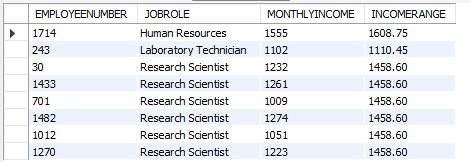 EMPLOYEENUMBER JOBROLE MONTHLYINCOME INCOMERANGE
1714 Human Resources 1555 1608.75
243 Laboratory Technician 1102 1110.45
30 Research Scientist 1232 1458.60
1433 Research Scientist 1261 1458.60
701 Research Scientist 1009 1458.60
1482 Research Scientist 1274 1458.60
1012 Research Scientist 1051 1458.60
1270 Research Scientist 1223 1458.60